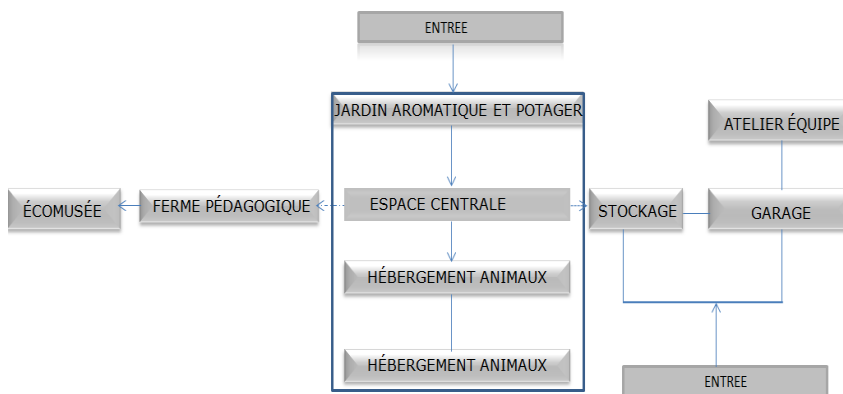 ENTREE
JARDIN AROMATIQUE ET POTAGER
ATELIER ÉQUIPE
ÉCOMUSÉE
FERME PÉDAGOGIQUE
ESPACE CENTRALE
STOCKAGE
GARAGE
HÉBERGEMENT ANIMAUX
HÉBERGEMENT ANIMAUX
ENTREE